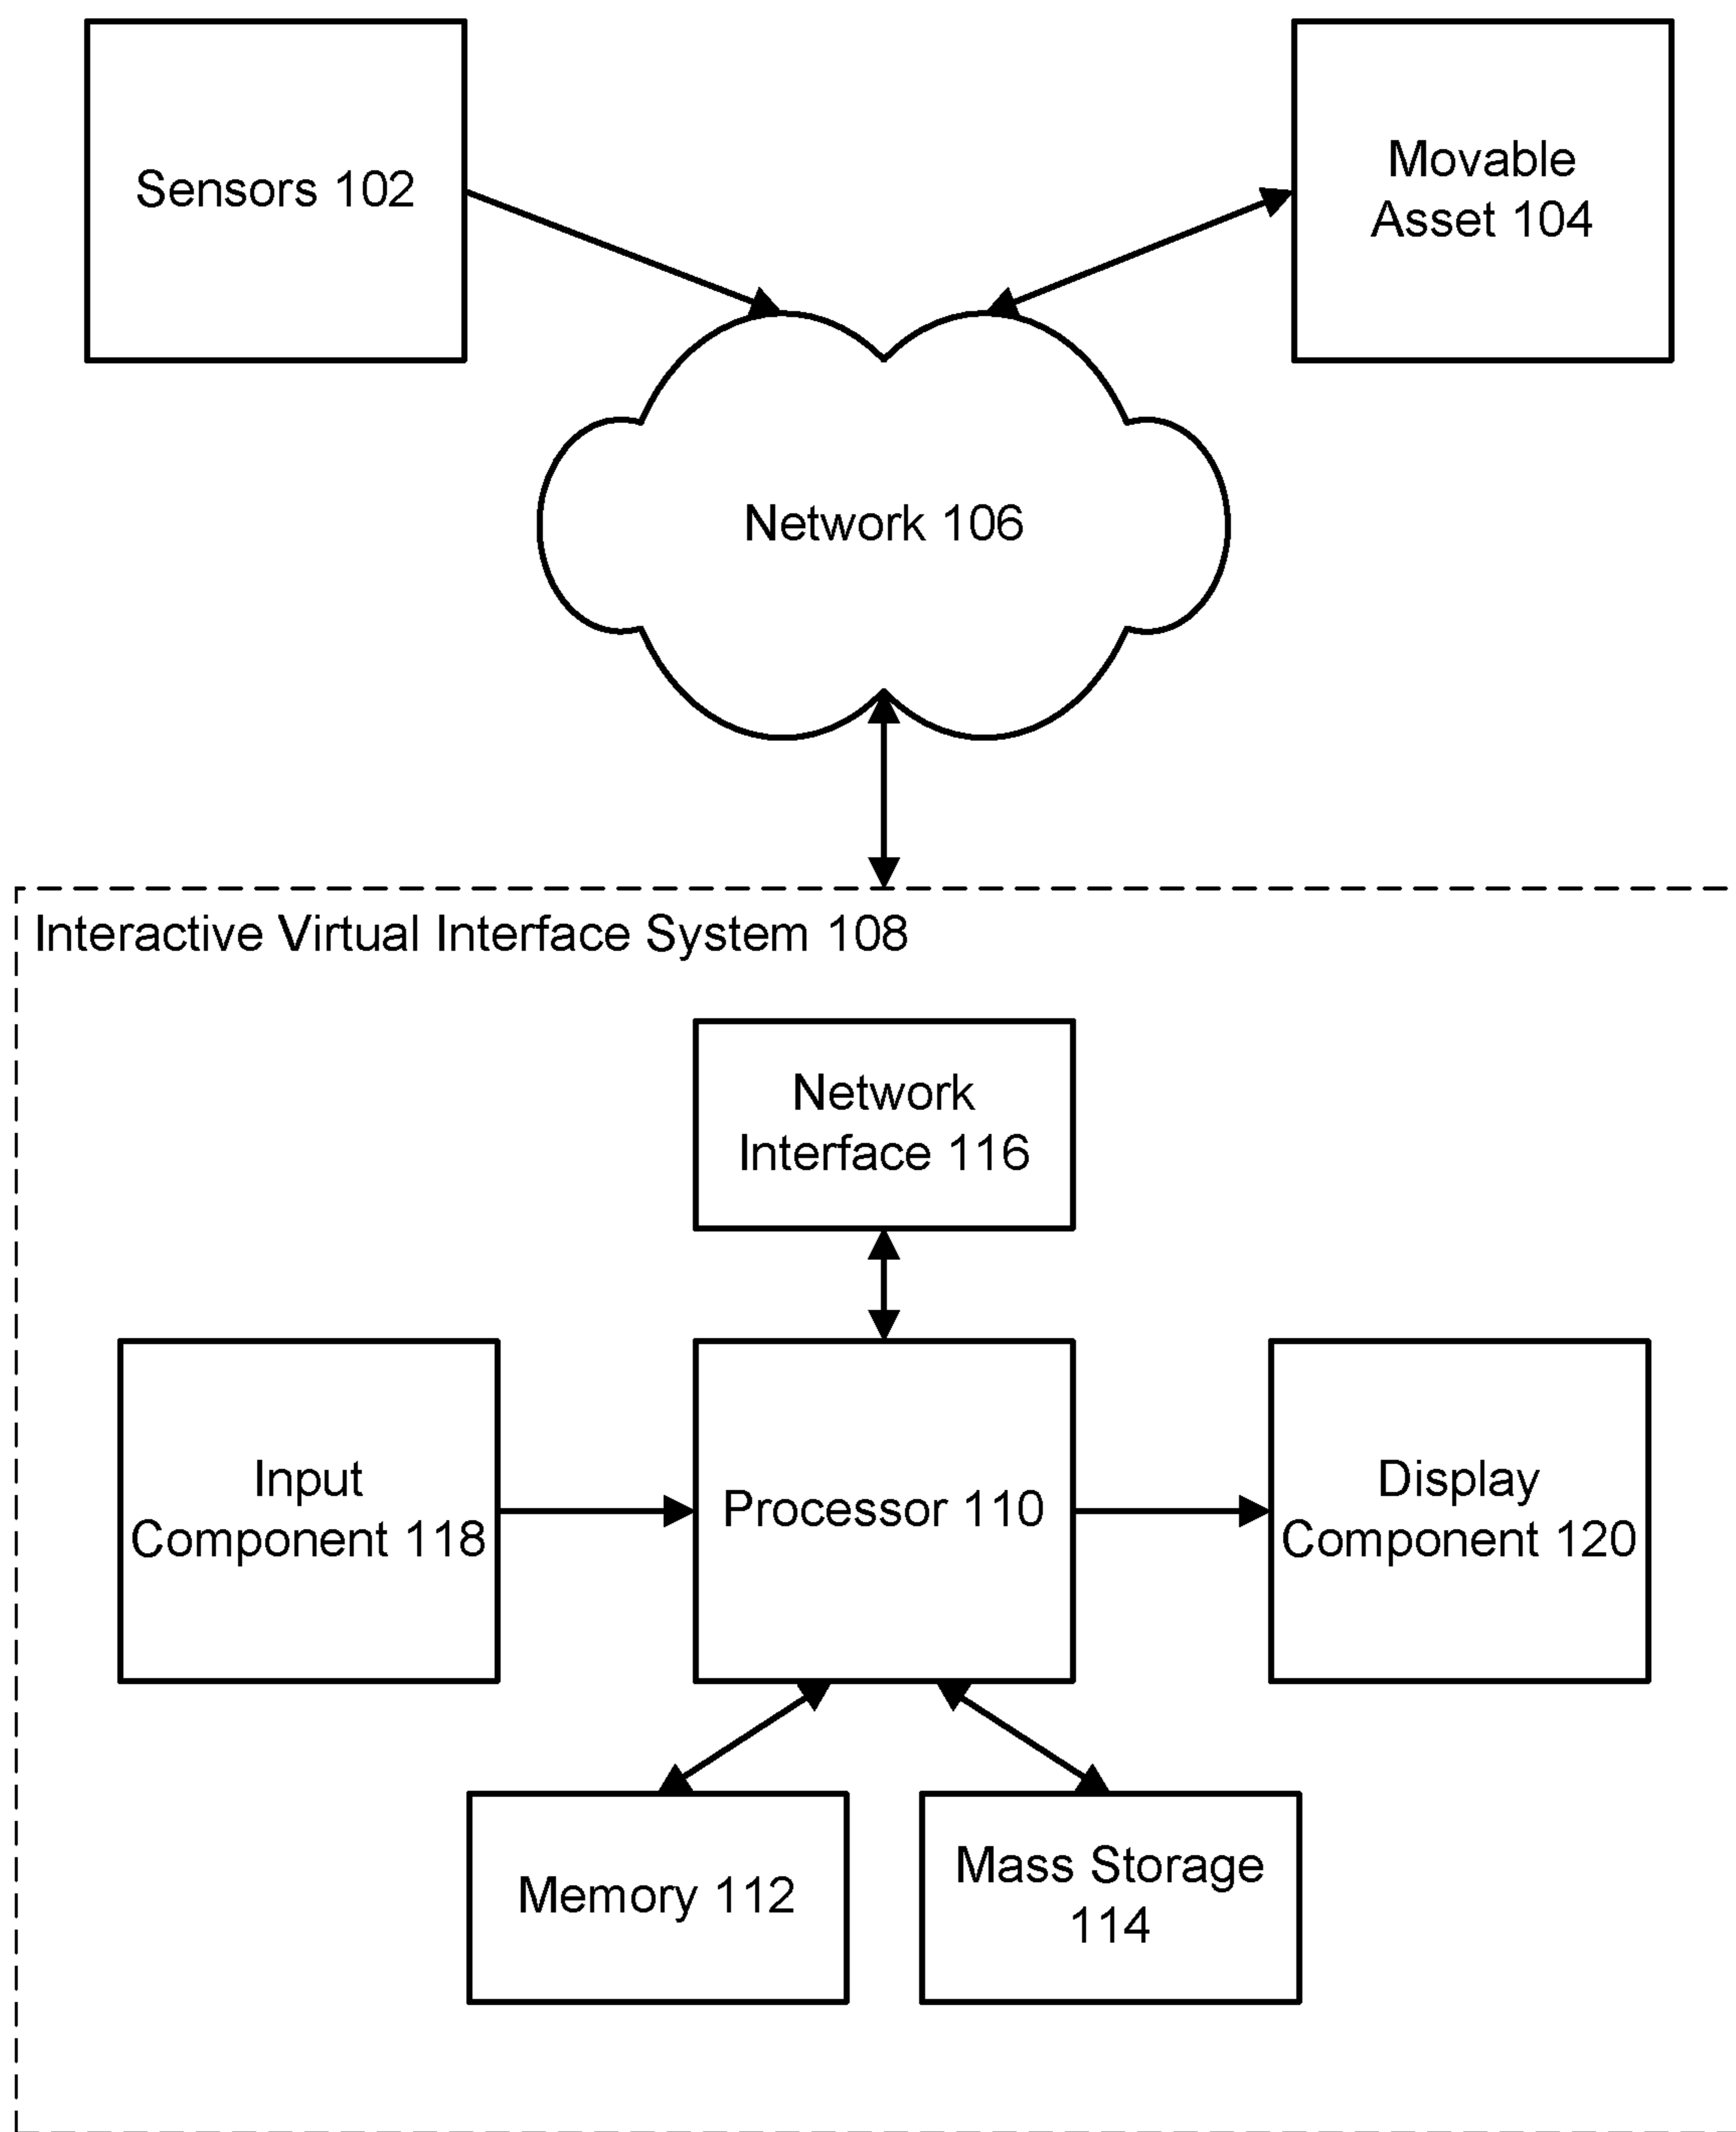 Sensors 102
Movable
Asset 104
Network 106
Interactive Virtual Interface System 108
Network
Interface 116
Input
Component 118
Processor 110
Display
Component 120
Memory 112
Mass Storage
114